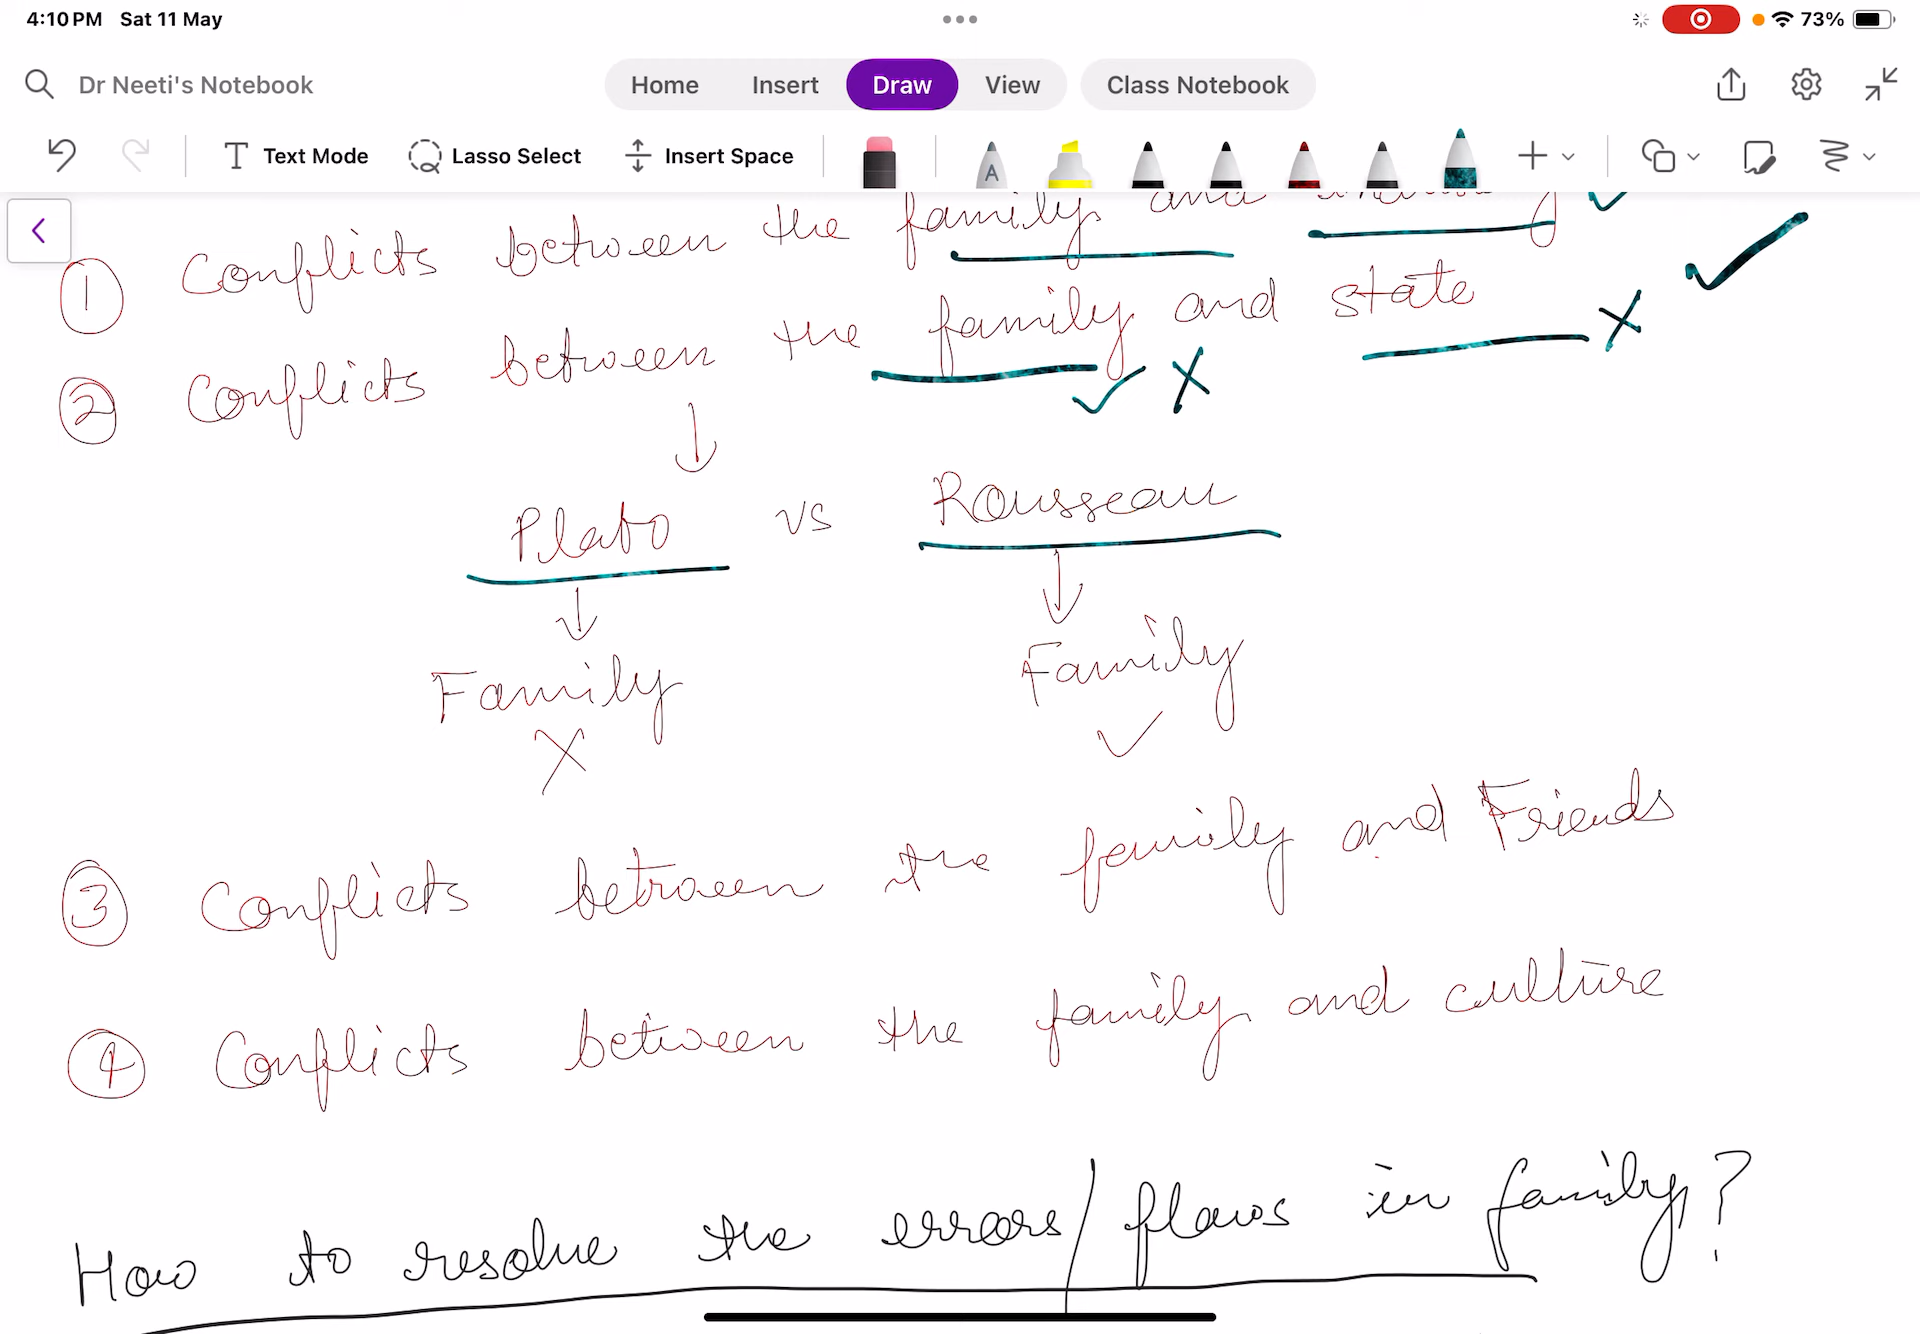 4:10 PM Sat 11 May 73%
Dr Neeti's Notebook Home Insert Draw View Class Notebook
Text Mode Lasso Select Insert Space A
① Conflicts between the family and
② Conflicts between the family and state
Plato vs Rousseau
Family Family
③ Conflicts between the family and Friends
④ Conflicts between the family and culture
How to resolve the errors/flaws in family?